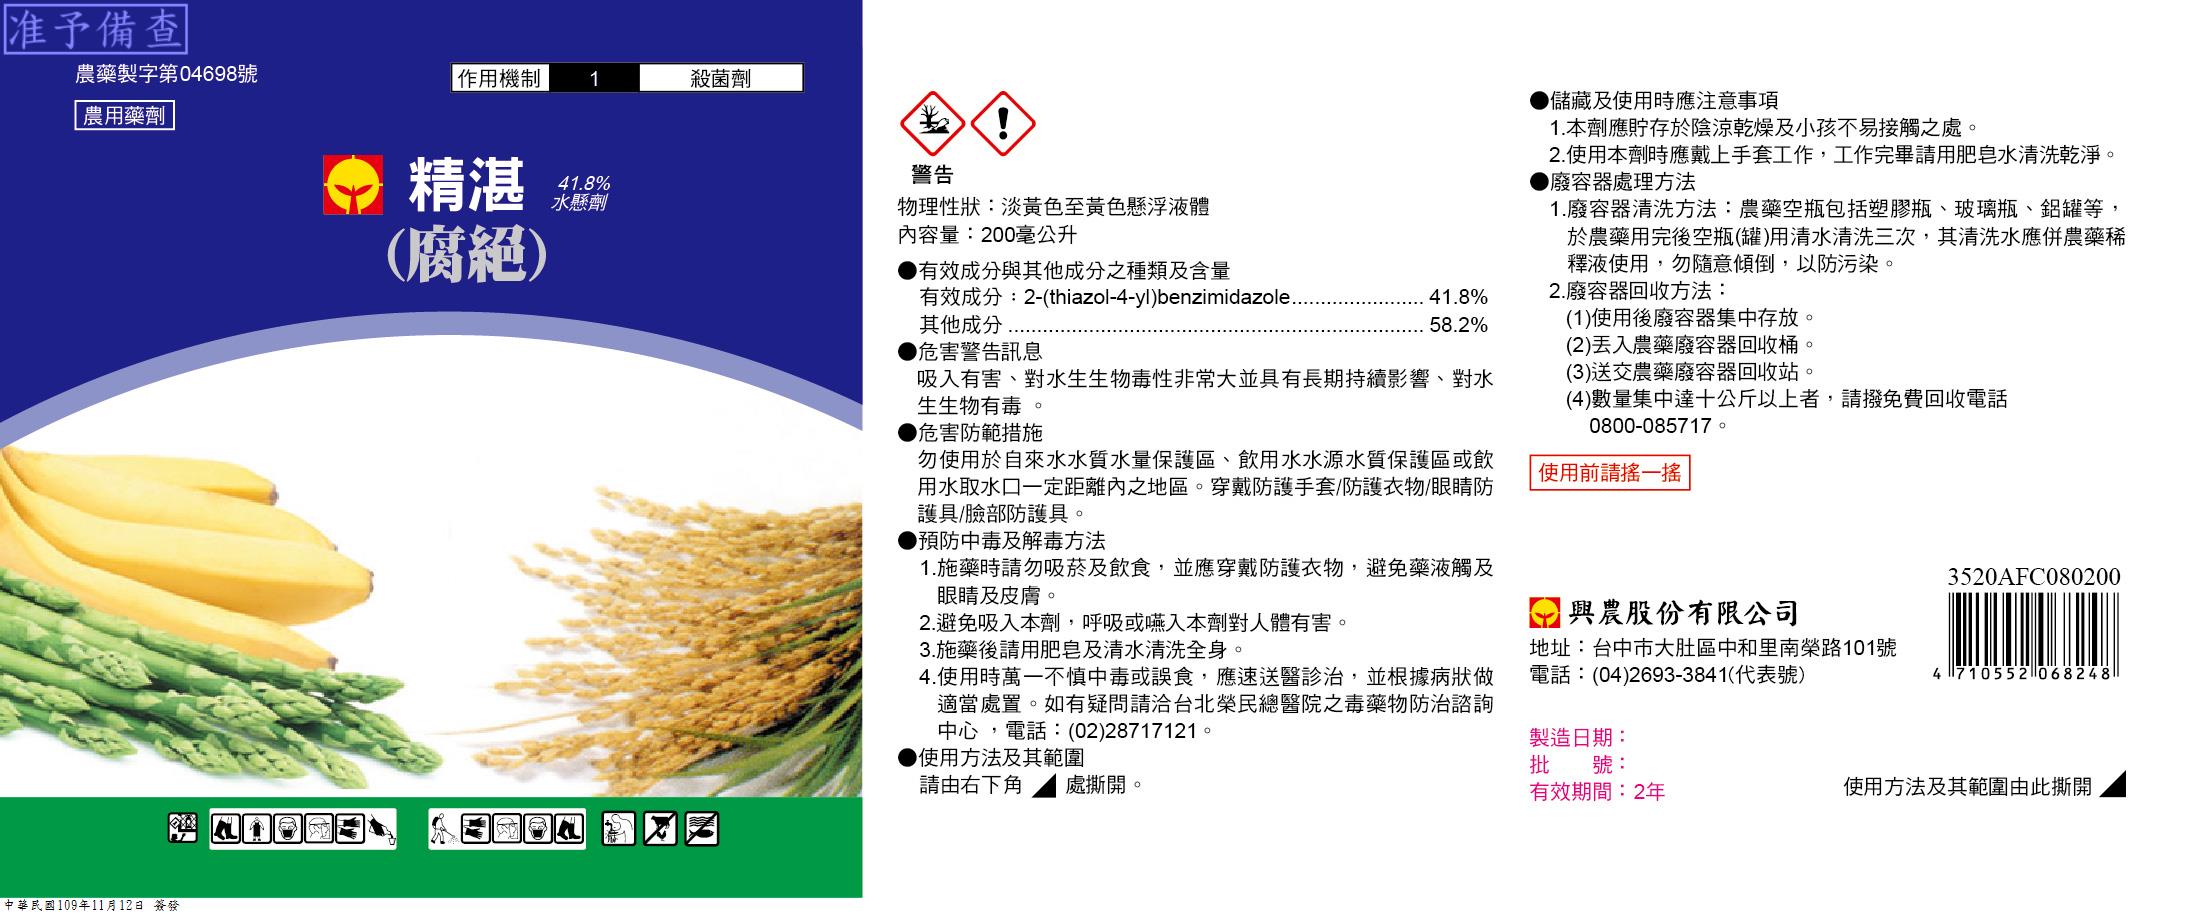 准予備查
農藥製字第04698號
農用藥劑
作用機制 1 殺菌劑
精湛 41.8%
水懸劑
(腐絕)
中華民國109年11月12日 簽發
警告
物理性狀：淡黃色至黃色懸浮液體
內容量：200毫公升
●有效成分與其他成分之種類及含量
有效成分：2-(thiazol-4-yl)benzimidazole....................... 41.8%
其他成分........................................................................ 58.2%
●危害警告訊息
吸入有害、對水生生物毒性非常大並具有長期持續影響、對水
生生物有毒 。
●危害防範措施
勿使用於自來水水質水量保護區、飲用水水源水質保護區或飲
用水取水口一定距離內之地區。穿戴防護手套/防護衣物/眼睛防
護具/臉部防護具。
●預防中毒及解毒方法
1.施藥時請勿吸菸及飲食，並應穿戴防護衣物，避免藥液觸及
眼睛及皮膚。
2.避免吸入本劑，呼吸或嚥入本劑對人體有害。
3.施藥後請用肥皂及清水清洗全身。
4.使用時萬一不慎中毒或誤食，應速送醫診治，並根據病狀做
適當處置。如有疑問請洽台北榮民總醫院之毒藥物防治諮詢
中心 ，電話：(02)28717121。
●使用方法及其範圍
請由右下角 處撕開。
●儲藏及使用時應注意事項
1.本劑應貯存於陰涼乾燥及小孩不易接觸之處。
2.使用本劑時應戴上手套工作，工作完畢請用肥皂水清洗乾淨。
●廢容器處理方法
1.廢容器清洗方法：農藥空瓶包括塑膠瓶、玻璃瓶、鋁罐等，
於農藥用完後空瓶(罐)用清水清洗三次，其清洗水應併農藥稀
釋液使用，勿隨意傾倒，以防污染。
2.廢容器回收方法：
(1)使用後廢容器集中存放。
(2)丟入農藥廢容器回收桶。
(3)送交農藥廢容器回收站。
(4)數量集中達十公斤以上者，請撥免費回收電話
0800-085717。
使用前請搖一搖
3520AFC080200
4 710552 068248
興農股份有限公司
地址：台中市大肚區中和里南榮路101號
電話：(04)2693-3841(代表號)
製造日期：
批　　號：
有效期間：2年
使用方法及其範圍由此撕開